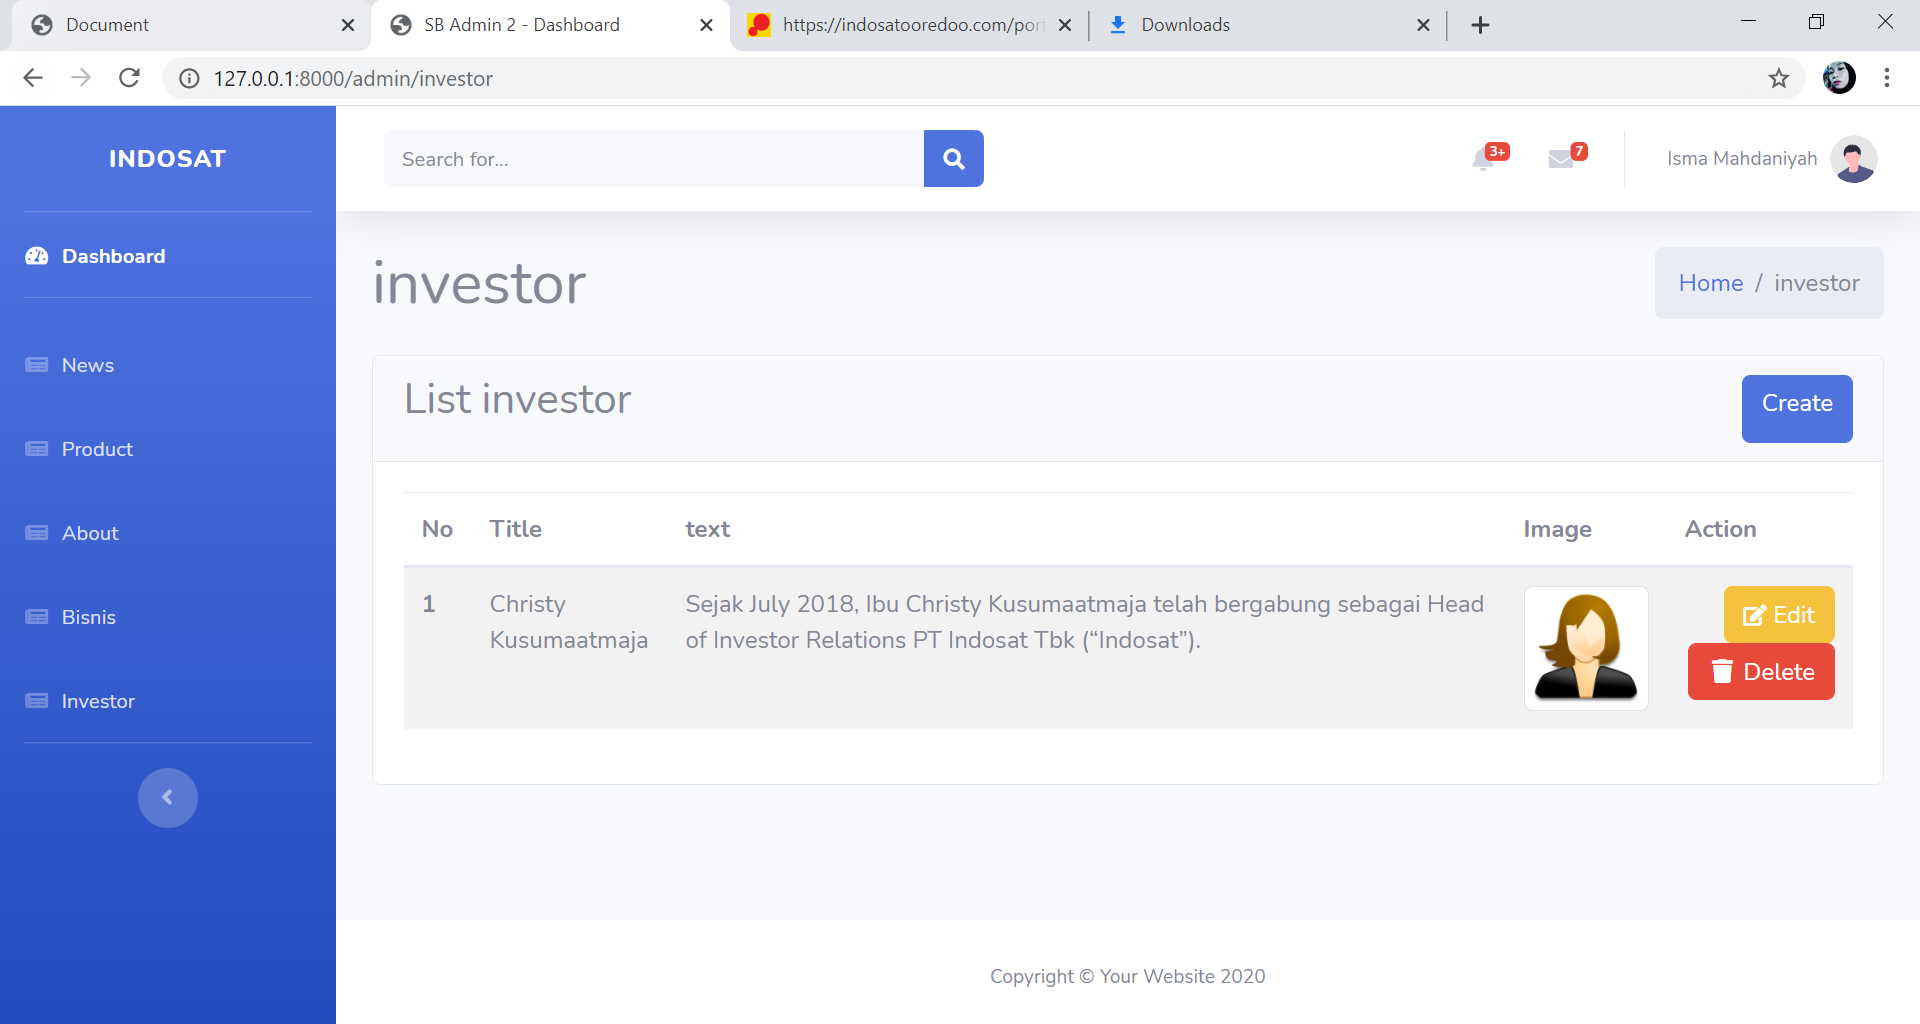 Document
SB Admin 2 - Dashboard
https://indosatooredoo.com/por
Downloads
127.0.0.1:8000/admin/investor
INDOSAT
Search for...
3+
7
Isma Mahdaniyah
Dashboard
News
Product
About
Bisnis
Investor
investor
Home / investor
List investor
Create
No Title text Image Action
1 Christy Kusumaatmaja
Sejak July 2018, Ibu Christy Kusumaatmaja telah bergabung sebagai Head
of Investor Relations PT Indosat Tbk (“Indosat”).
Edit
Delete
Copyright © Your Website 2020